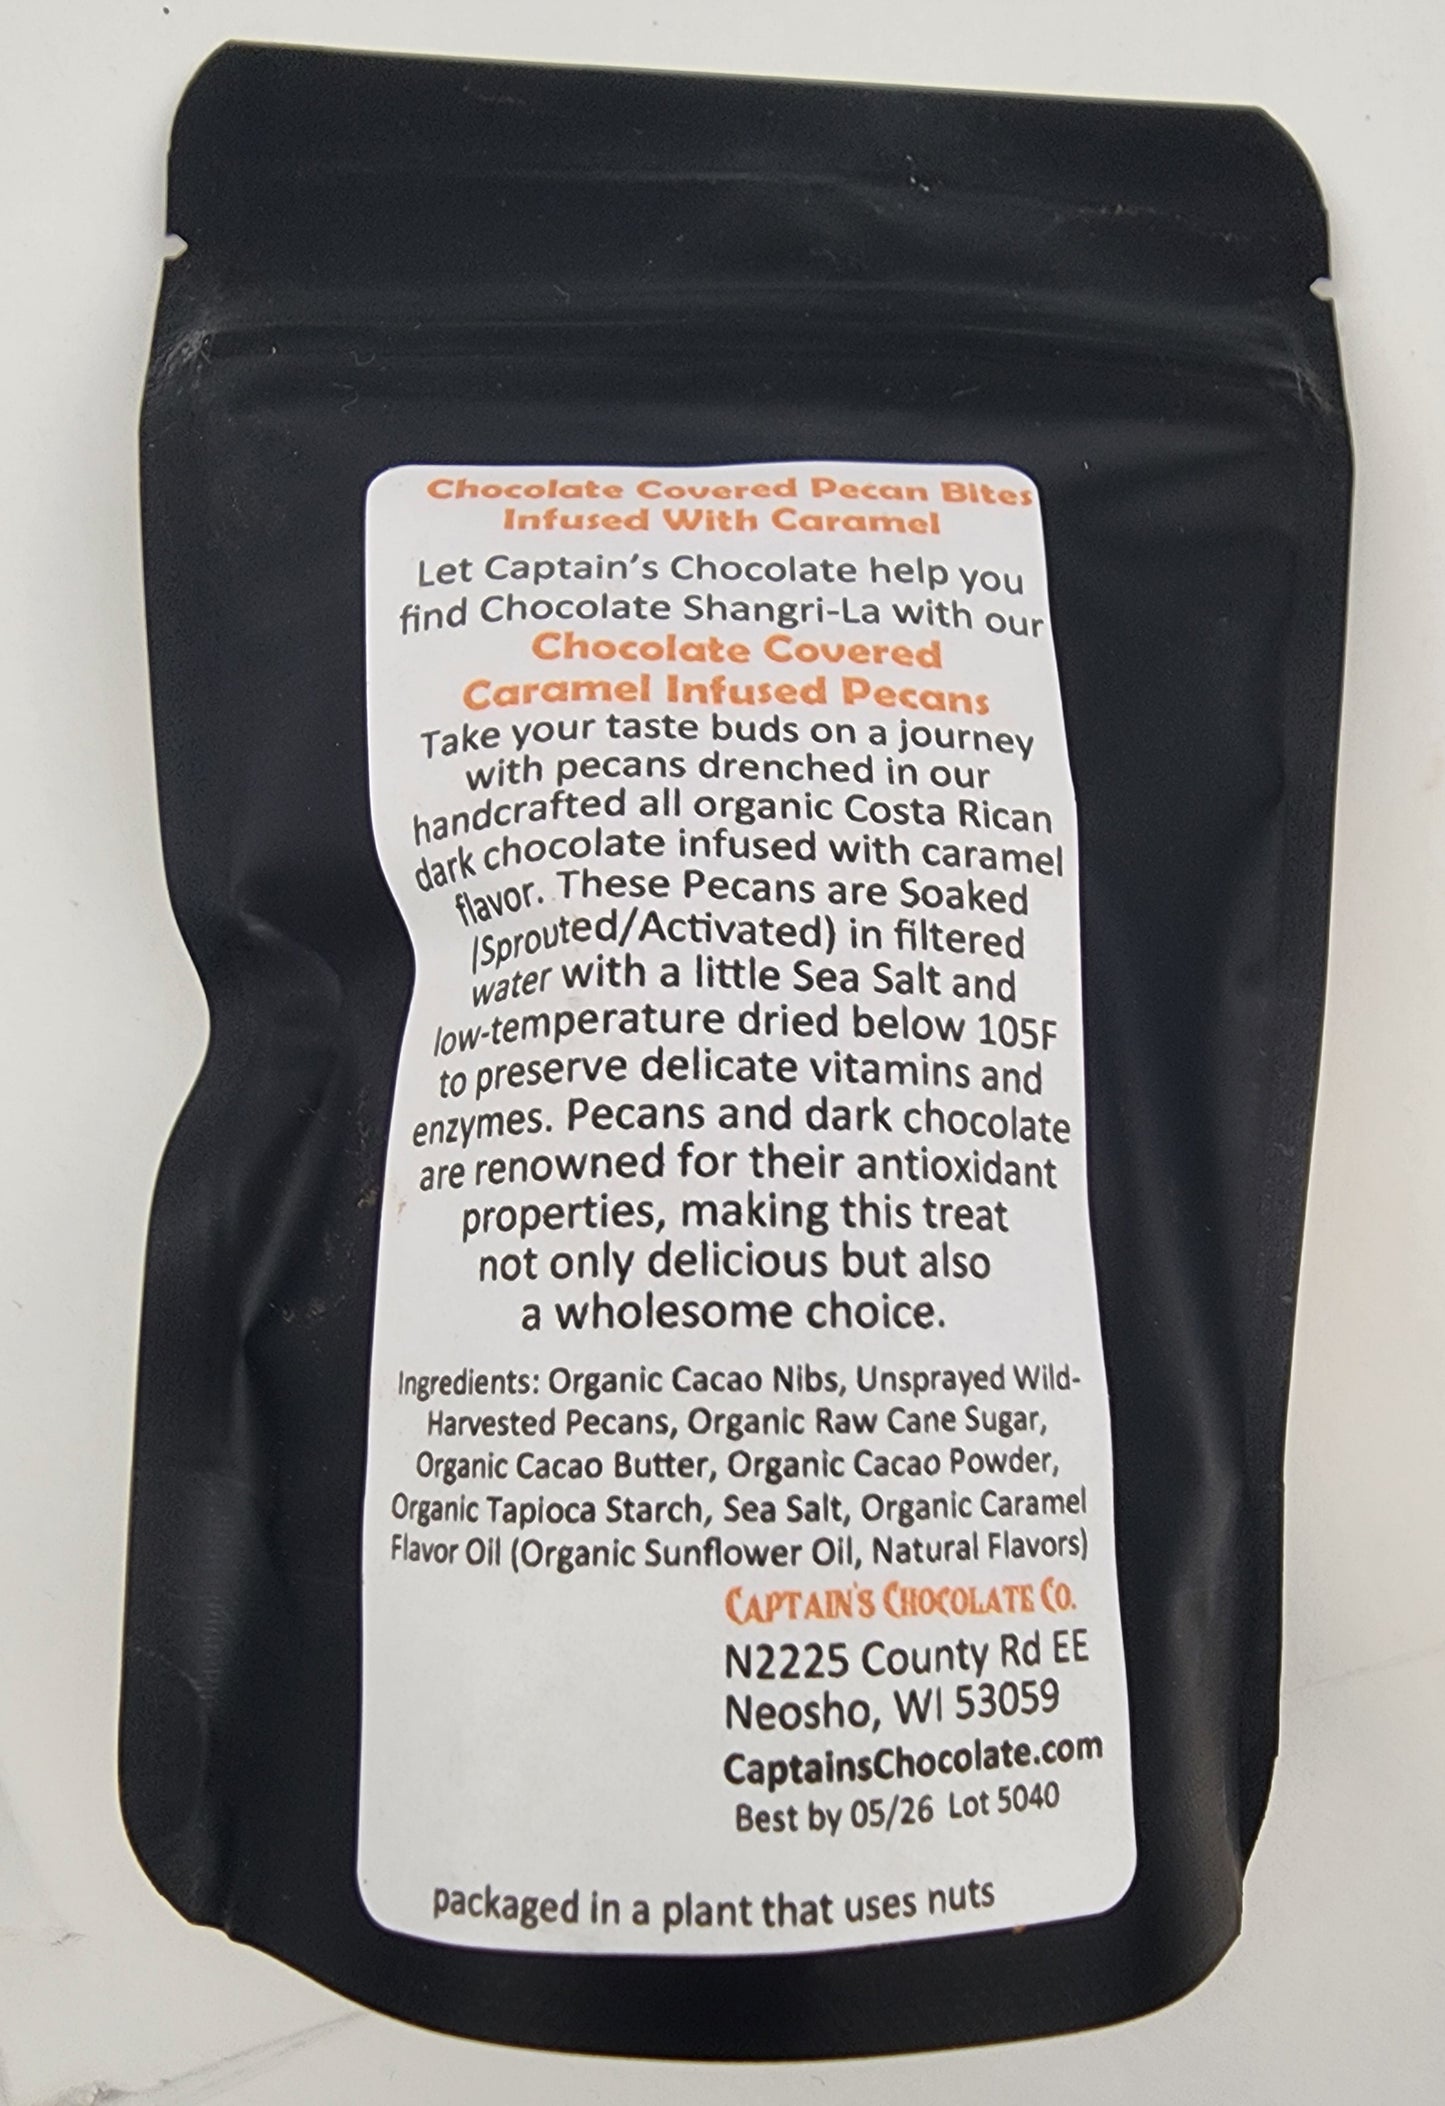 Chocolate Covered Pecan Bites
Infused With Caramel
Let Captain's Chocolate help you
find Chocolate Shangri-La with our
Chocolate Covered
Caramel Infused Pecans
Take your taste buds on a journey
with pecans drenched in our
handcrafted all organic Costa Rican
dark chocolate infused with caramel
flavor. These Pecans are Soaked
(Sprouted/Activated) in filtered
water with a little Sea Salt and
low-temperature dried below 105F
to preserve delicate vitamins and
enzymes. Pecans and dark chocolate
are renowned for their antioxidant
properties, making this treat
not only delicious but also
a wholesome choice.
Ingredients: Organic Cacao Nibs, Unsprayed Wild-
Harvested Pecans, Organic Raw Cane Sugar,
Organic Cacao Butter, Organic Cacao Powder,
Organic Tapioca Starch, Sea Salt, Organic Caramel
Flavor Oil (Organic Sunflower Oil, Natural Flavors)
CAPTAIN'S CHOCOLATE CO.
N2225 County Rd EE
Neosho, WI 53059
CaptainsChocolate.com
Best by 05/26 Lot 5040
packaged in a plant that uses nuts